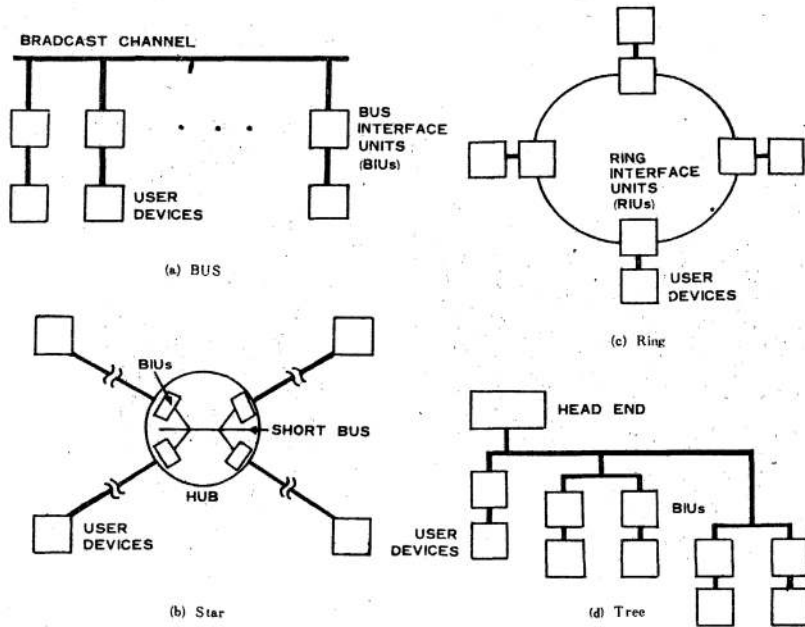 BRADCAST CHANNEL
BUS
INTERFACE
UNITS
(BIUs)
USER
DEVICES
(a) BUS
RING
INTERFACE
UNITS
(RIUs)
USER
DEVICES
(c) Ring
BIUs
SHORT BUS
HUB
USER
DEVICES
(b) Star
HEAD END
BIUs
USER
DEVICES
(d) Tree